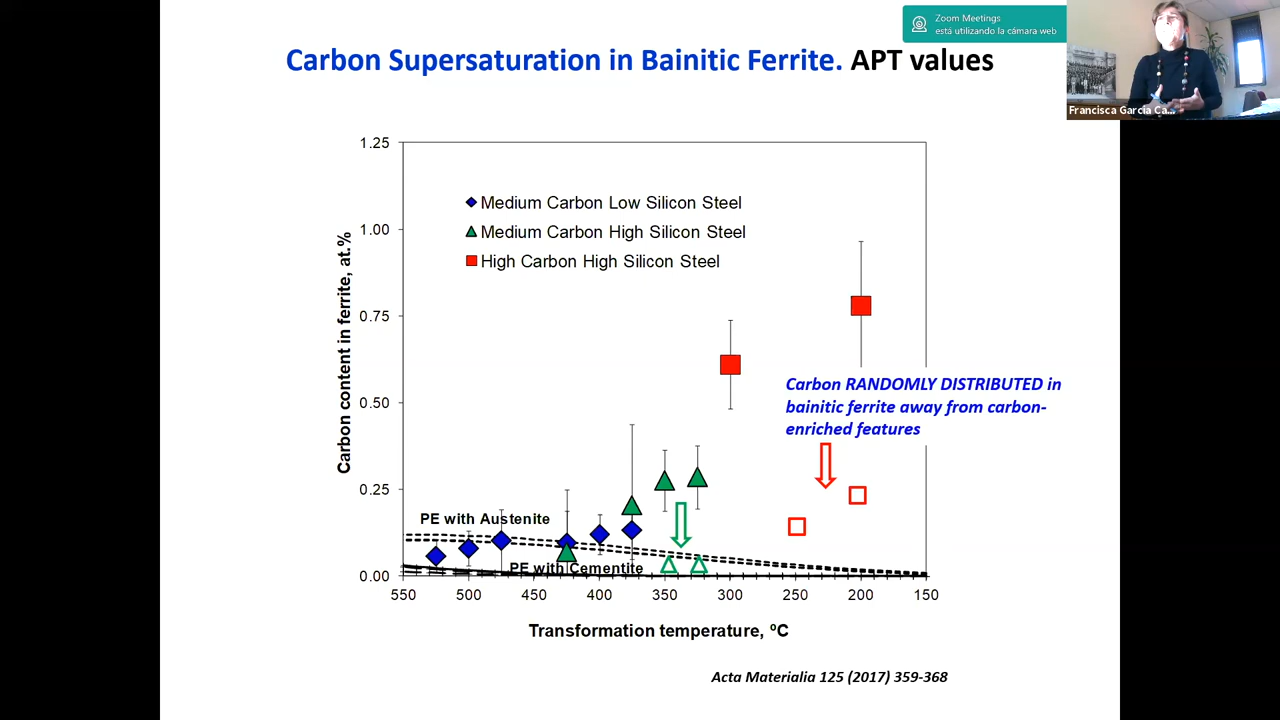 Zoom Meetings
está utilizando la cámara web
Francisca García Ca...
Carbon Supersaturation in Bainitic Ferrite. APT values
1.25
1.00
0.75
0.50
0.25
0.00
Carbon content in ferrite, at.%
Medium Carbon Low Silicon Steel
Medium Carbon High Silicon Steel
High Carbon High Silicon Steel
Carbon RANDOMLY DISTRIBUTED in
bainitic ferrite away from carbon-
enriched features
PE with Austenite
PE with Cementite
550 500 450 400 350 300 250 200 150
Transformation temperature, ºC
Acta Materialia 125 (2017) 359-368